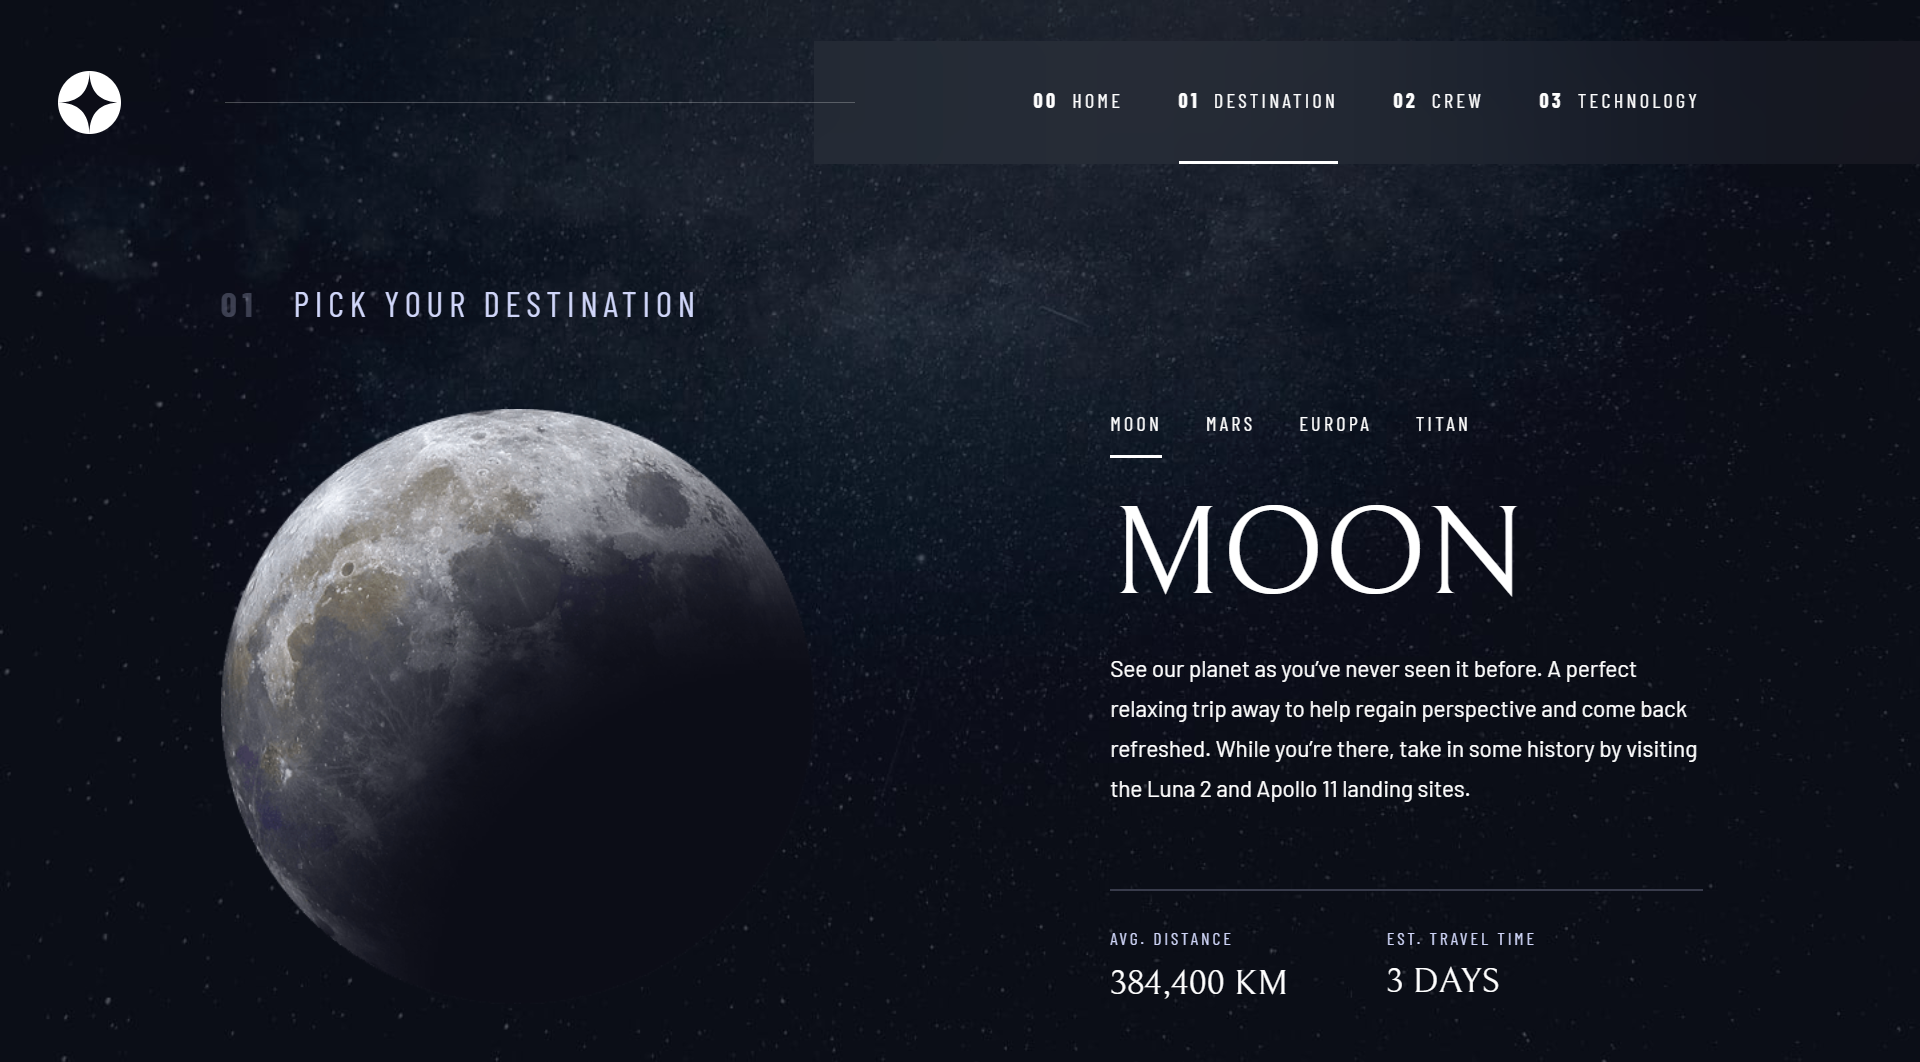 00 HOME 01 DESTINATION 02 CREW 03 TECHNOLOGY
01 PICK YOUR DESTINATION
MOON MARS EUROPA TITAN
MOON
See our planet as you’ve never seen it before. A perfect
relaxing trip away to help regain perspective and come back
refreshed. While you’re there, take in some history by visiting
the Luna 2 and Apollo 11 landing sites.
AVG. DISTANCE
384,400 KM
EST. TRAVEL TIME
3 DAYS